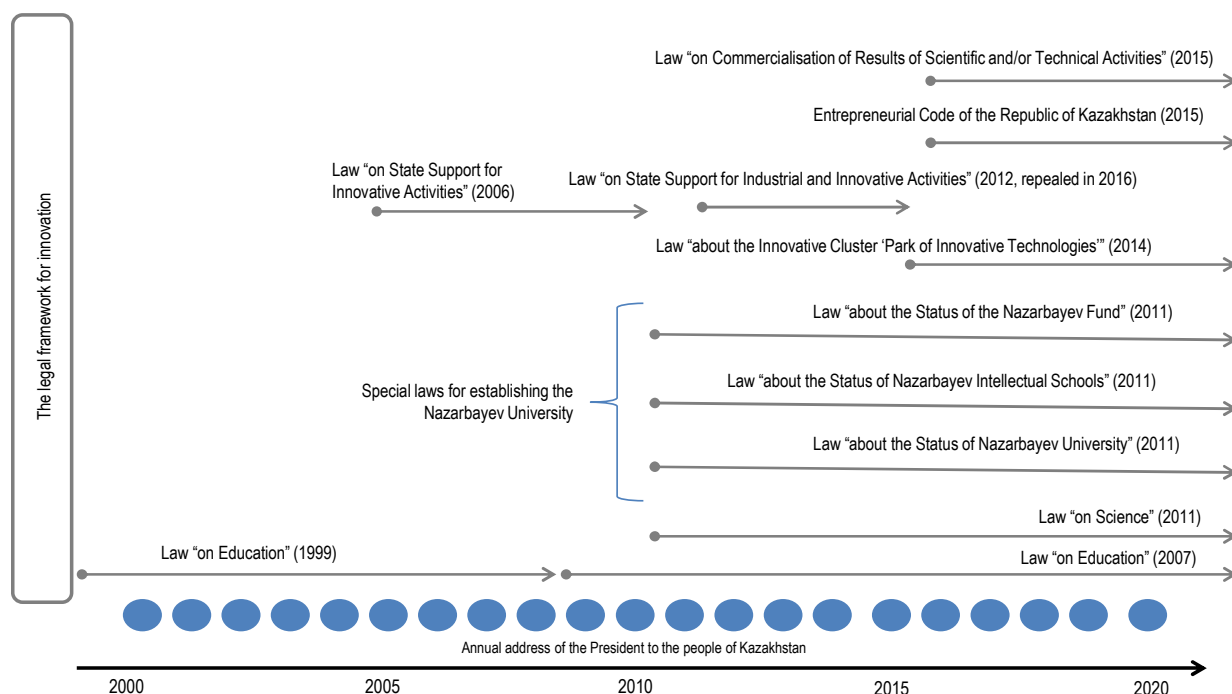 The legal framework for innovation
Law “on Commercialisation of Results of Scientific and/or Technical Activities” (2015)
Entrepreneurial Code of the Republic of Kazakhstan (2015)
Law “on State Support for
Innovative Activities” (2006)
Law “on State Support for Industrial and Innovative Activities” (2012, repealed in 2016)
Law “about the Innovative Cluster ‘Park of Innovative Technologies’” (2014)
Law “about the Status of the Nazarbayev Fund” (2011)
Special laws for establishing the
Nazarbayev University
Law “about the Status of Nazarbayev Intellectual Schools” (2011)
Law “about the Status of Nazarbayev University” (2011)
Law “on Science” (2011)
Law “on Education” (1999)
Law “on Education” (2007)
Annual address of the President to the people of Kazakhstan
2000 2005 2010 2015 2020